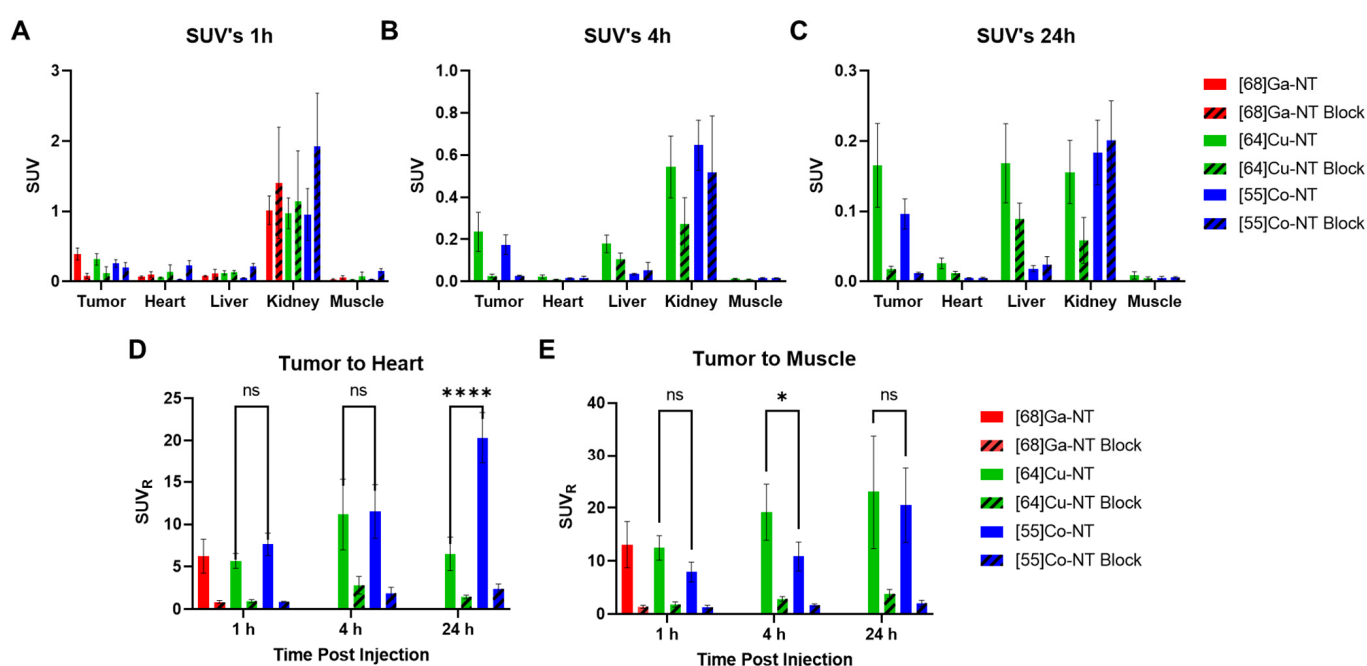 A
SUV's 1h
SUV
3
2
1
0
Tumor Heart Liver Kidney Muscle
B
SUV's 4h
SUV
1.0
0.8
0.6
0.4
0.2
0.0
Tumor Heart Liver Kidney Muscle
C
SUV's 24h
SUV
0.3
0.2
0.1
0.0
Tumor Heart Liver Kidney Muscle
[68]Ga-NT
[68]Ga-NT Block
[64]Cu-NT
[64]Cu-NT Block
[55]Co-NT
[55]Co-NT Block
D
Tumor to Heart
SUVR
25
20
15
10
5
0
ns ns ****
1 h 4 h 24 h
Time Post Injection
E
Tumor to Muscle
SUVR
40
30
20
10
0
ns * ns
1 h 4 h 24 h
Time Post Injection
[68]Ga-NT
[68]Ga-NT Block
[64]Cu-NT
[64]Cu-NT Block
[55]Co-NT
[55]Co-NT Block